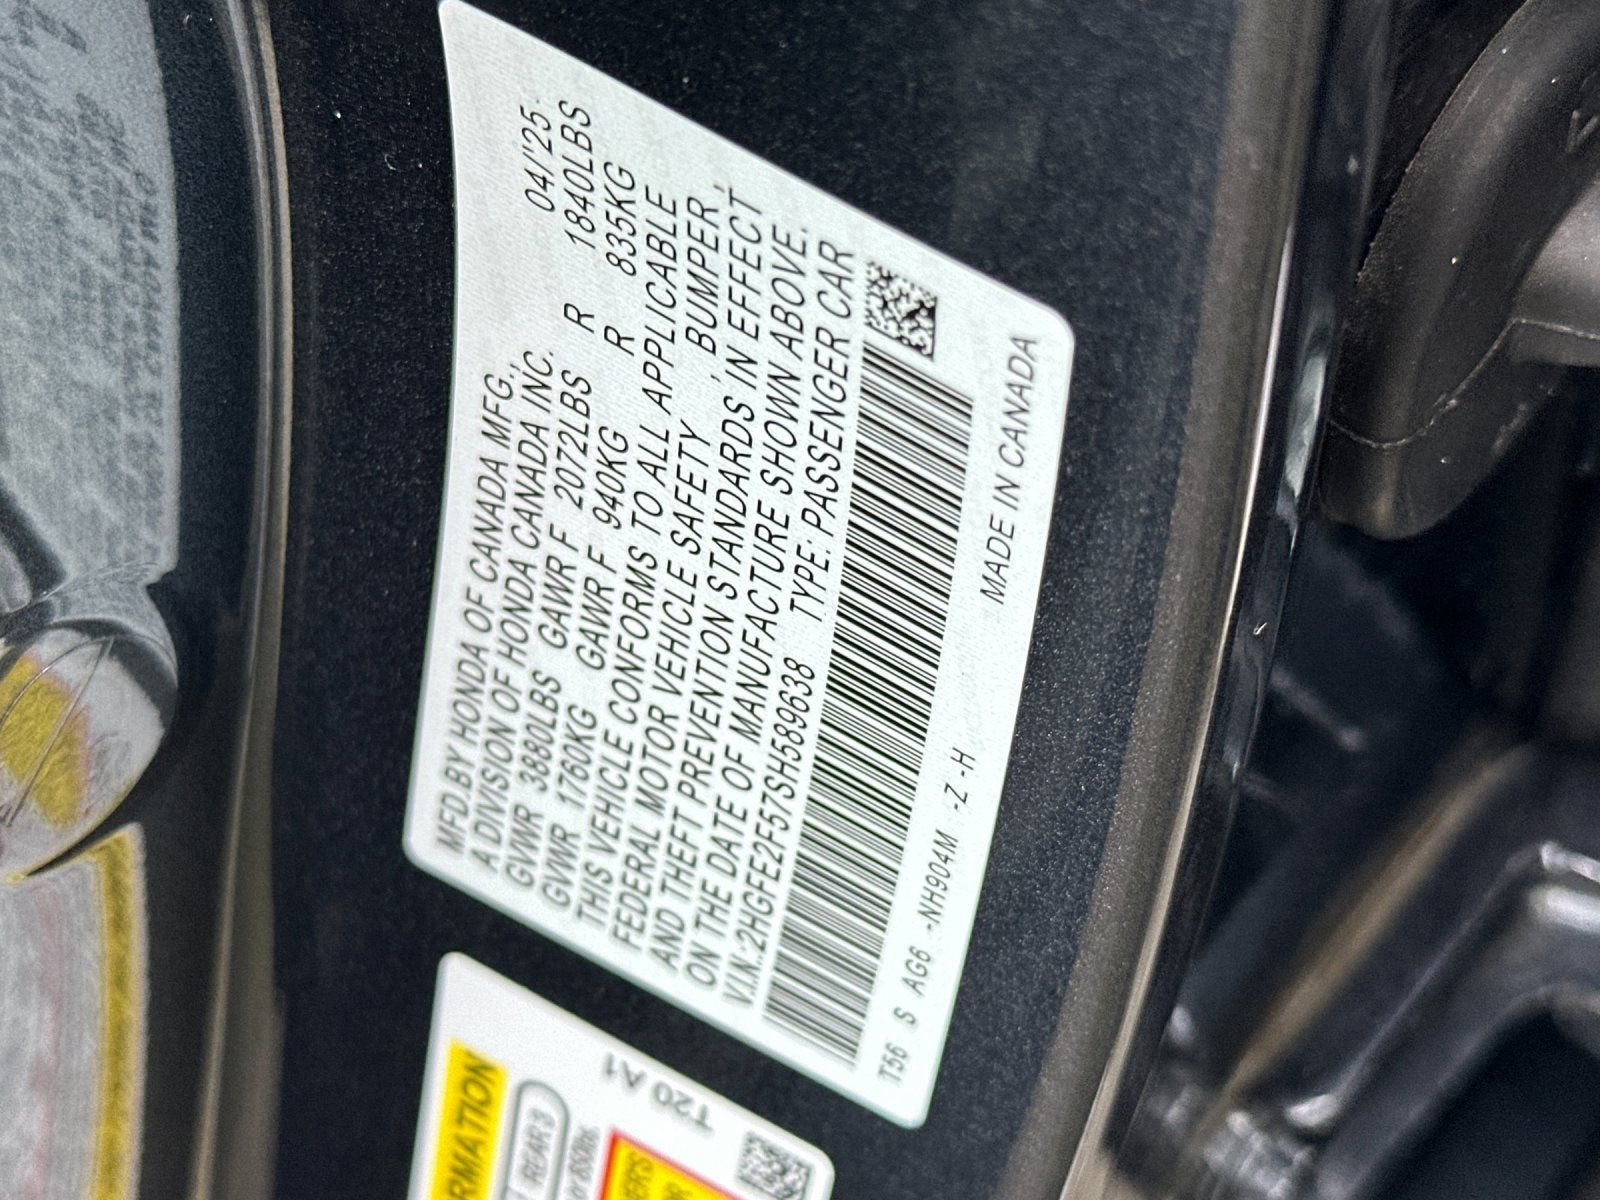 MFD.BY HONDA OF CANADA MFG.,
A DIVISION OF HONDA CANADA INC. 04/'25
GVWR 3880LBS GAWR F 2072LBS R 1840LBS
GVWR 1760KG GAWR F 940KG R 835KG
THIS VEHICLE CONFORMS TO ALL APPLICABLE
FEDERAL MOTOR VEHICLE SAFETY, BUMPER,
AND THEFT PREVENTION STANDARDS IN EFFECT
ON THE DATE OF MANUFACTURE SHOWN ABOVE.
V.I.N.:2HGFE2F57SH589638 TYPE: PASSENGER CAR
T56 S AG6 -NH904M -Z -H MADE IN CANADA
RMATION
REAR 3
T20 A1